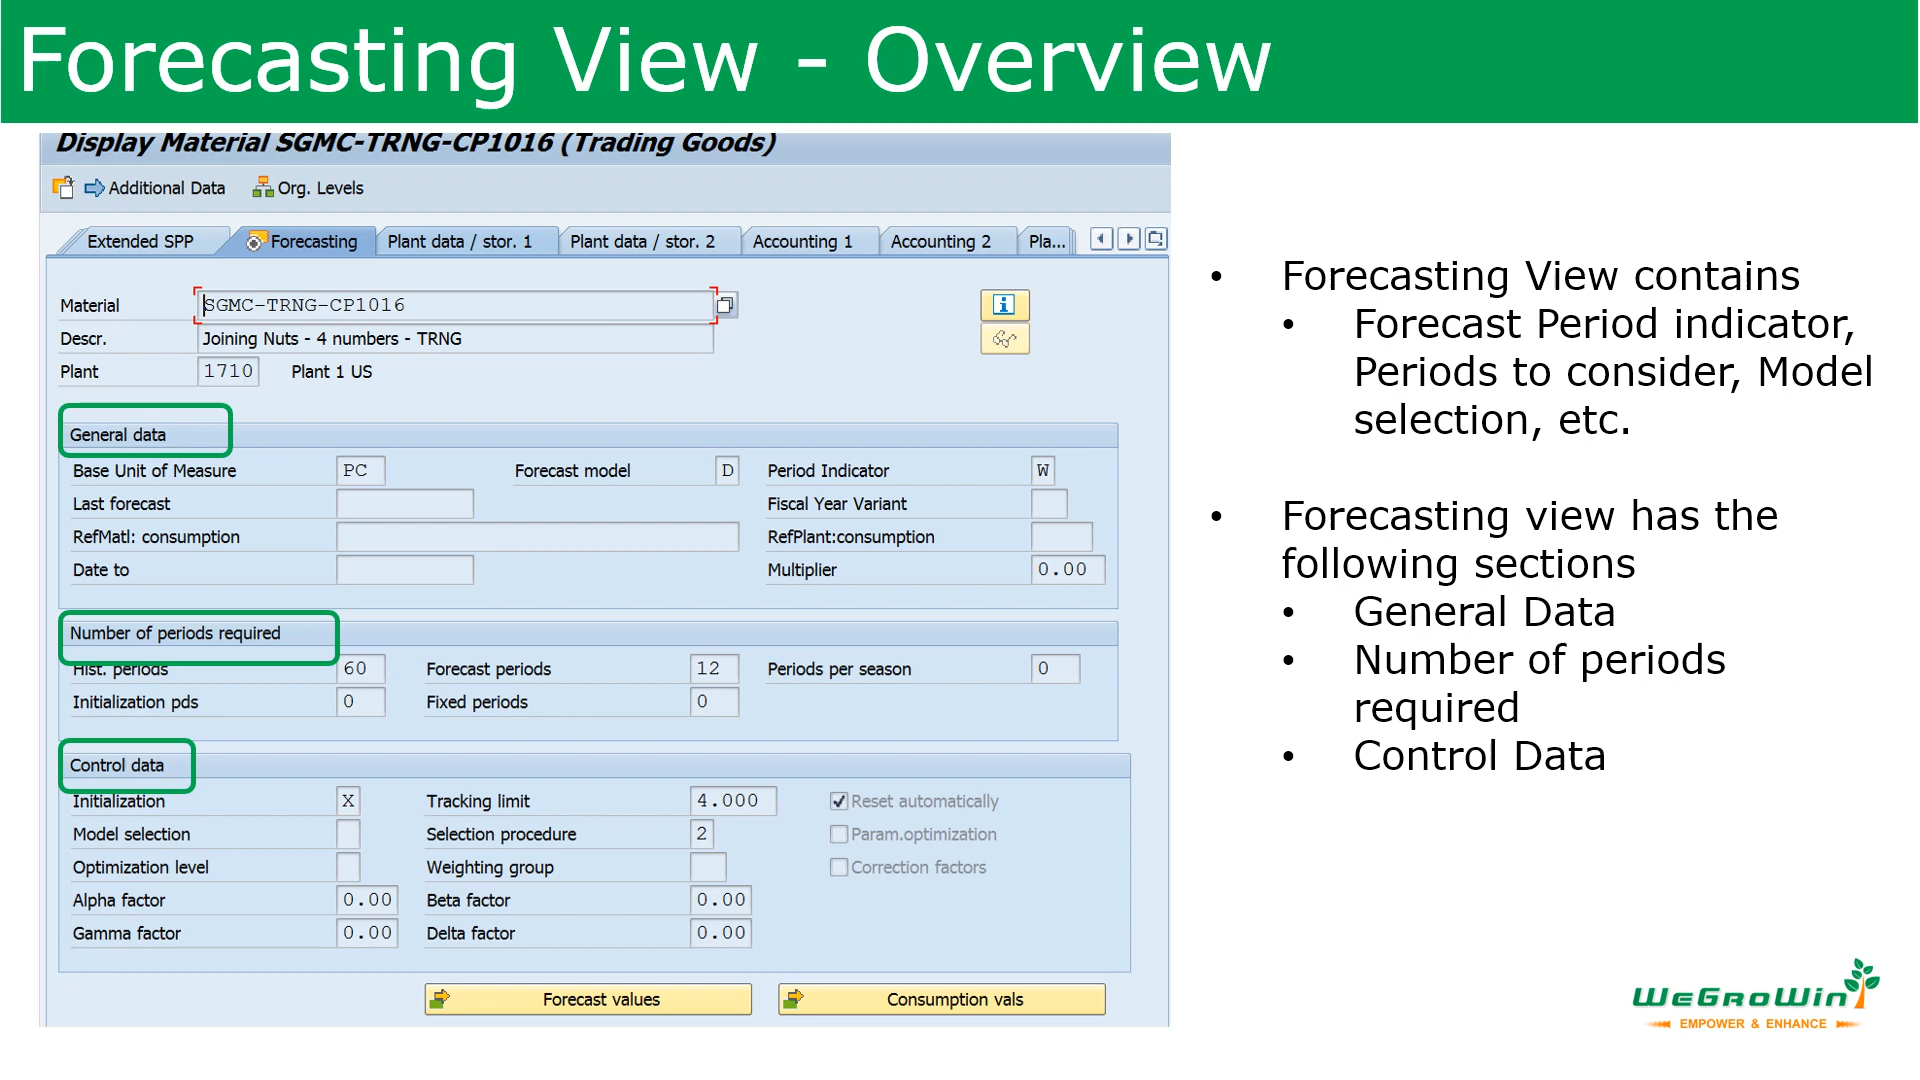 Forecasting View - Overview
Display Material SGMC-TRNG-CP1016 (Trading Goods)
Additional Data Org. Levels
Extended SPP Forecasting Plant data / stor. 1 Plant data / stor. 2 Accounting 1 Accounting 2 Pla...
Material SGMC-TRNG-CP1016
Descr. Joining Nuts - 4 numbers - TRNG
Plant 1710 Plant 1 US
General data
Base Unit of Measure PC Forecast model D Period Indicator W
Last forecast Fiscal Year Variant
RefMatl: consumption RefPlant:consumption
Date to Multiplier 0.00
Number of periods required
Hist. periods 60 Forecast periods 12 Periods per season 0
Initialization pds 0 Fixed periods 0
Control data
Initialization X Tracking limit 4.000 Reset automatically
Model selection Selection procedure 2 Param.optimization
Optimization level Weighting group Correction factors
Alpha factor 0.00 Beta factor 0.00
Gamma factor 0.00 Delta factor 0.00
Forecast values Consumption vals
• Forecasting View contains
• Forecast Period indicator,
Periods to consider, Model
selection, etc.
• Forecasting view has the
following sections
• General Data
• Number of periods
required
• Control Data
WeGroWin
EMPOWER & ENHANCE